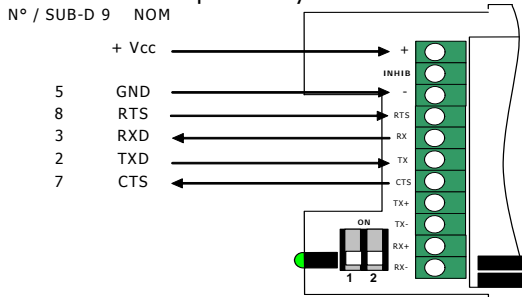 N° / SUB-D 9 NOM
+ Vcc +
INHIB
5 GND -
8 RTS RTS
3 RXD RX
2 TXD TX
7 CTS CTS
TX+
ON TX-
RX+
RX-
1 2